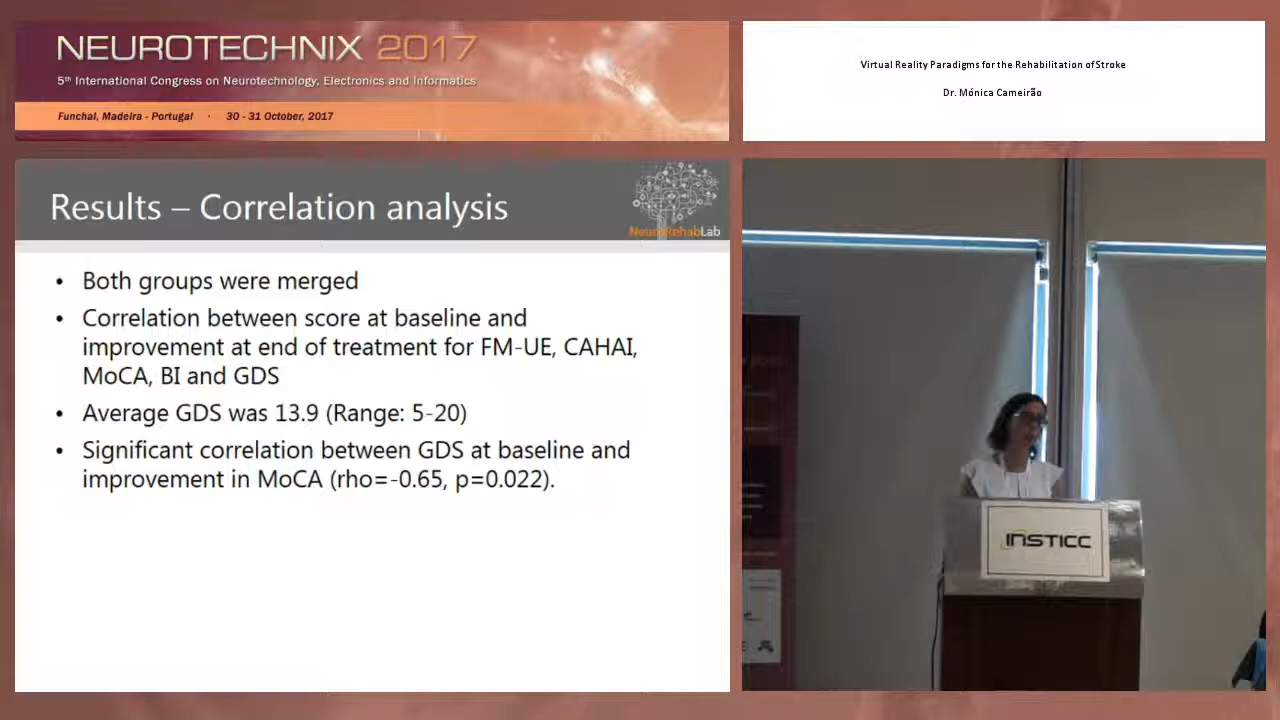 NEUROTECHNIX 2017
5th International Congress on Neurotechnology, Electronics and Informatics
Funchal, Madeira - Portugal · 30 - 31 October, 2017
Virtual Reality Paradigms for the Rehabilitation of Stroke
Dr. Mónica Cameirão
Results – Correlation analysis
NeuroRehabLab
• Both groups were merged
• Correlation between score at baseline and
improvement at end of treatment for FM-UE, CAHAI,
MoCA, BI and GDS
• Average GDS was 13.9 (Range: 5-20)
• Significant correlation between GDS at baseline and
improvement in MoCA (rho=-0.65, p=0.022).
INSTICC